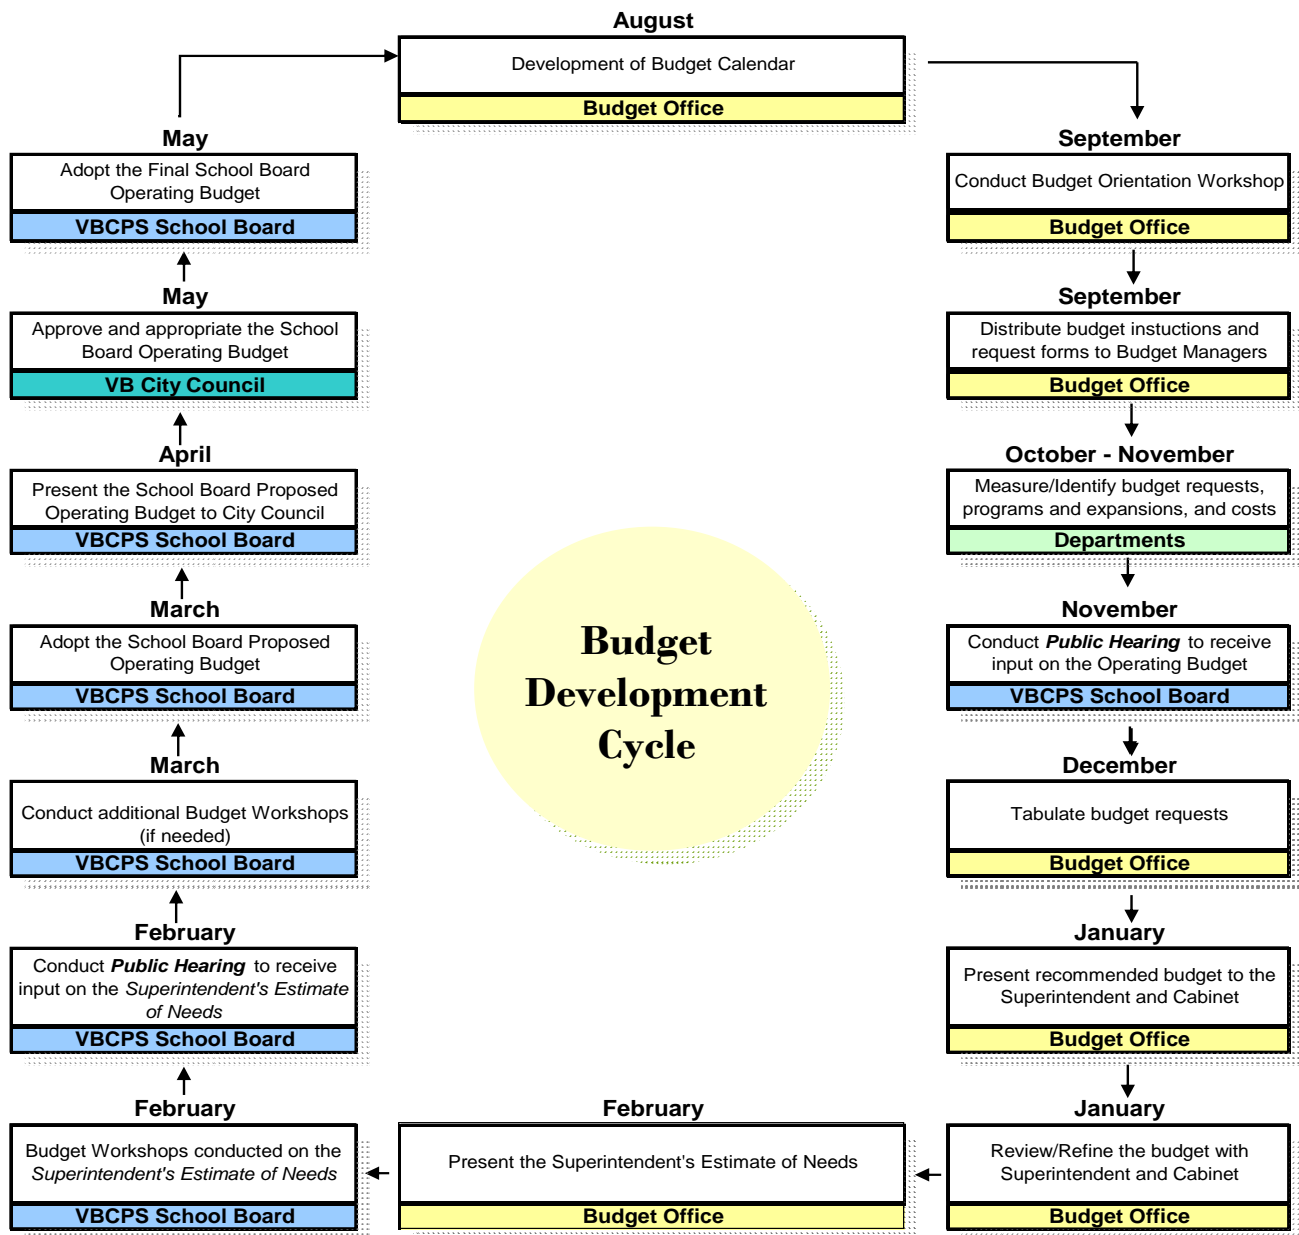 August
Development of Budget Calendar
Budget Office
September
Conduct Budget Orientation Workshop
Budget Office
September
Distribute budget instuctions and
request forms to Budget Managers
Budget Office
October - November
Measure/Identify budget requests,
programs and expansions, and costs
Departments
November
Conduct Public Hearing to receive
input on the Operating Budget
VBCPS School Board
December
Tabulate budget requests
Budget Office
January
Present recommended budget to the
Superintendent and Cabinet
Budget Office
January
Review/Refine the budget with
Superintendent and Cabinet
Budget Office
February
Present the Superintendent's Estimate of Needs
Budget Office
February
Budget Workshops conducted on the
Superintendent's Estimate of Needs
VBCPS School Board
February
Conduct Public Hearing to receive
input on the Superintendent's Estimate
of Needs
VBCPS School Board
March
Conduct additional Budget Workshops
(if needed)
VBCPS School Board
March
Adopt the School Board Proposed
Operating Budget
VBCPS School Board
April
Present the School Board Proposed
Operating Budget to City Council
VBCPS School Board
May
Approve and appropriate the School
Board Operating Budget
VB City Council
May
Adopt the Final School Board
Operating Budget
VBCPS School Board
Budget
Development
Cycle